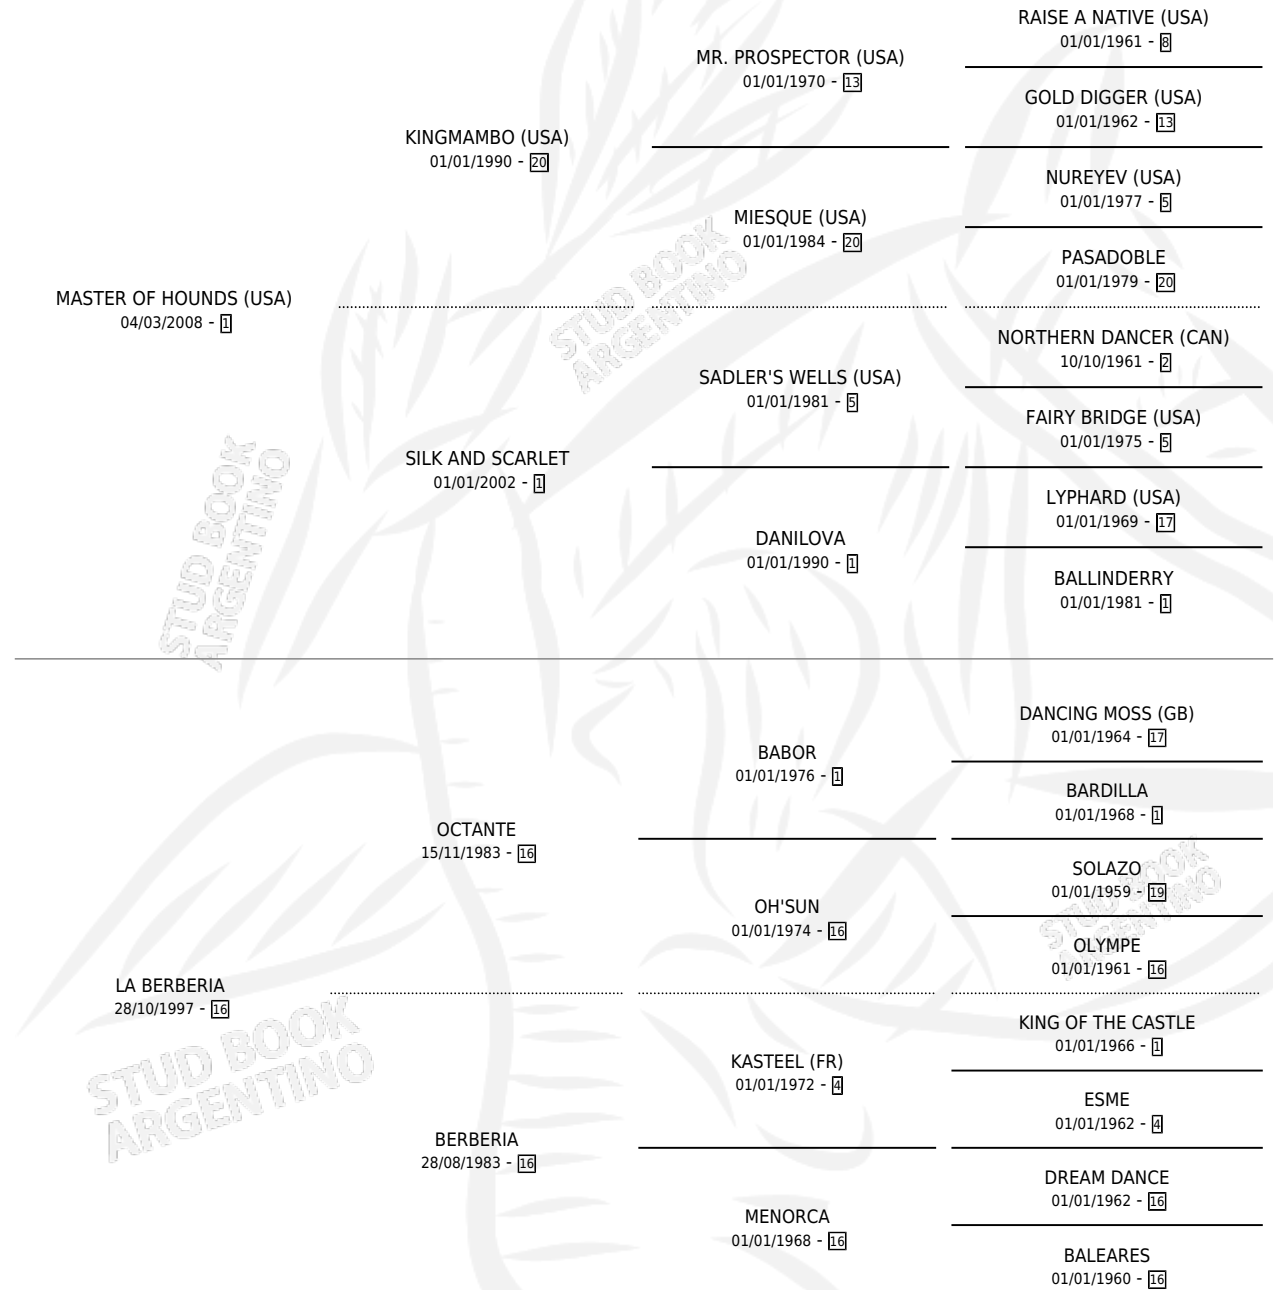 RAISE A NATIVE (USA)
01/01/1961 - 8
MR. PROSPECTOR (USA)
01/01/1970 - 13
GOLD DIGGER (USA)
01/01/1962 - 13
KINGMAMBO (USA)
01/01/1990 - 20
NUREYEV (USA)
01/01/1977 - 5
MIESQUE (USA)
01/01/1984 - 20
PASADOBLE
01/01/1979 - 20
MASTER OF HOUNDS (USA)
04/03/2008 - 1
STUD BOOK
ARGENTINO
NORTHERN DANCER (CAN)
10/10/1961 - 2
SADLER'S WELLS (USA)
01/01/1981 - 5
FAIRY BRIDGE (USA)
01/01/1975 - 5
SILK AND SCARLET
01/01/2002 - 1
LYPHARD (USA)
01/01/1969 - 17
DANILOVA
01/01/1990 - 1
BALLINDERRY
01/01/1981 - 1
STUD BOOK
ARGENTINO
DANCING MOSS (GB)
01/01/1964 - 17
BABOR
01/01/1976 - 1
BARDILLA
01/01/1968 - 1
OCTANTE
15/11/1983 - 16
SOLAZO
01/01/1959 - 19
OH'SUN
01/01/1974 - 16
STUD BOOK
ARGENTINO
OLYMPE
01/01/1961 - 16
LA BERBERIA
28/10/1997 - 16
STUD BOOK
ARGENTINO
KING OF THE CASTLE
01/01/1966 - 1
KASTEEL (FR)
01/01/1972 - 4
ESME
01/01/1962 - 4
BERBERIA
28/08/1983 - 16
DREAM DANCE
01/01/1962 - 16
MENORCA
01/01/1968 - 16
BALEARES
01/01/1960 - 16